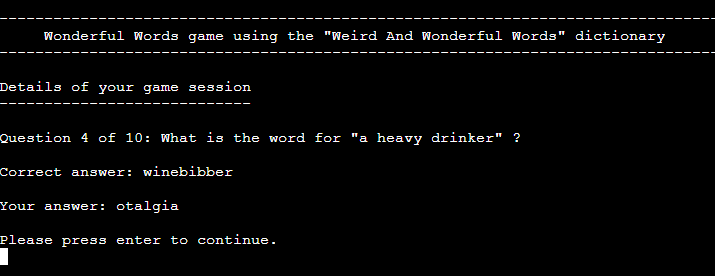 --------------------------------------------------------------------------------
Wonderful Words game using the "Weird And Wonderful Words" dictionary
--------------------------------------------------------------------------------
Details of your game session
----------------------------
Question 4 of 10: What is the word for "a heavy drinker" ?
Correct answer: winebibber
Your answer: otalgia
Please press enter to continue.